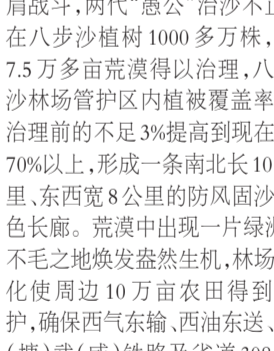 肩战斗,两代“愚公”治沙不止
在八步沙植树1000多万株,
7.5万多亩荒漠得以治理,八
沙林场管护区内植被覆盖率
治理前的不足3%提高到现在
70%以上,形成一条南北长10
里、东西宽8公里的防风固沙
色长廊。荒漠中出现一片绿洲
不毛之地焕发盎然生机,林场
化使周边10万亩农田得到
护,确保西气东输、西油东送、